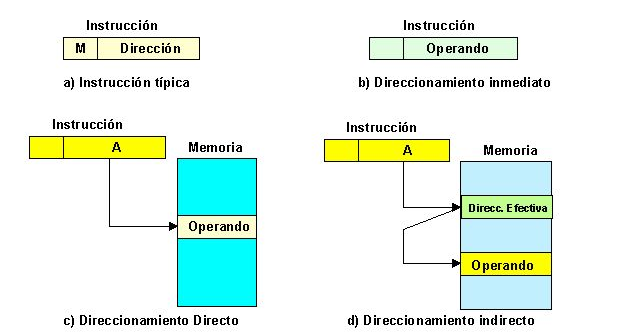 Instrucción
M Dirección
a) Instrucción típica
Instrucción
Operando
b) Direccionamiento inmediato
Instrucción
A
Memoria
Operando
c) Direccionamiento Directo
Instrucción
A
Memoria
Direcc. Efectiva
Operando
d) Direccionamiento indirecto